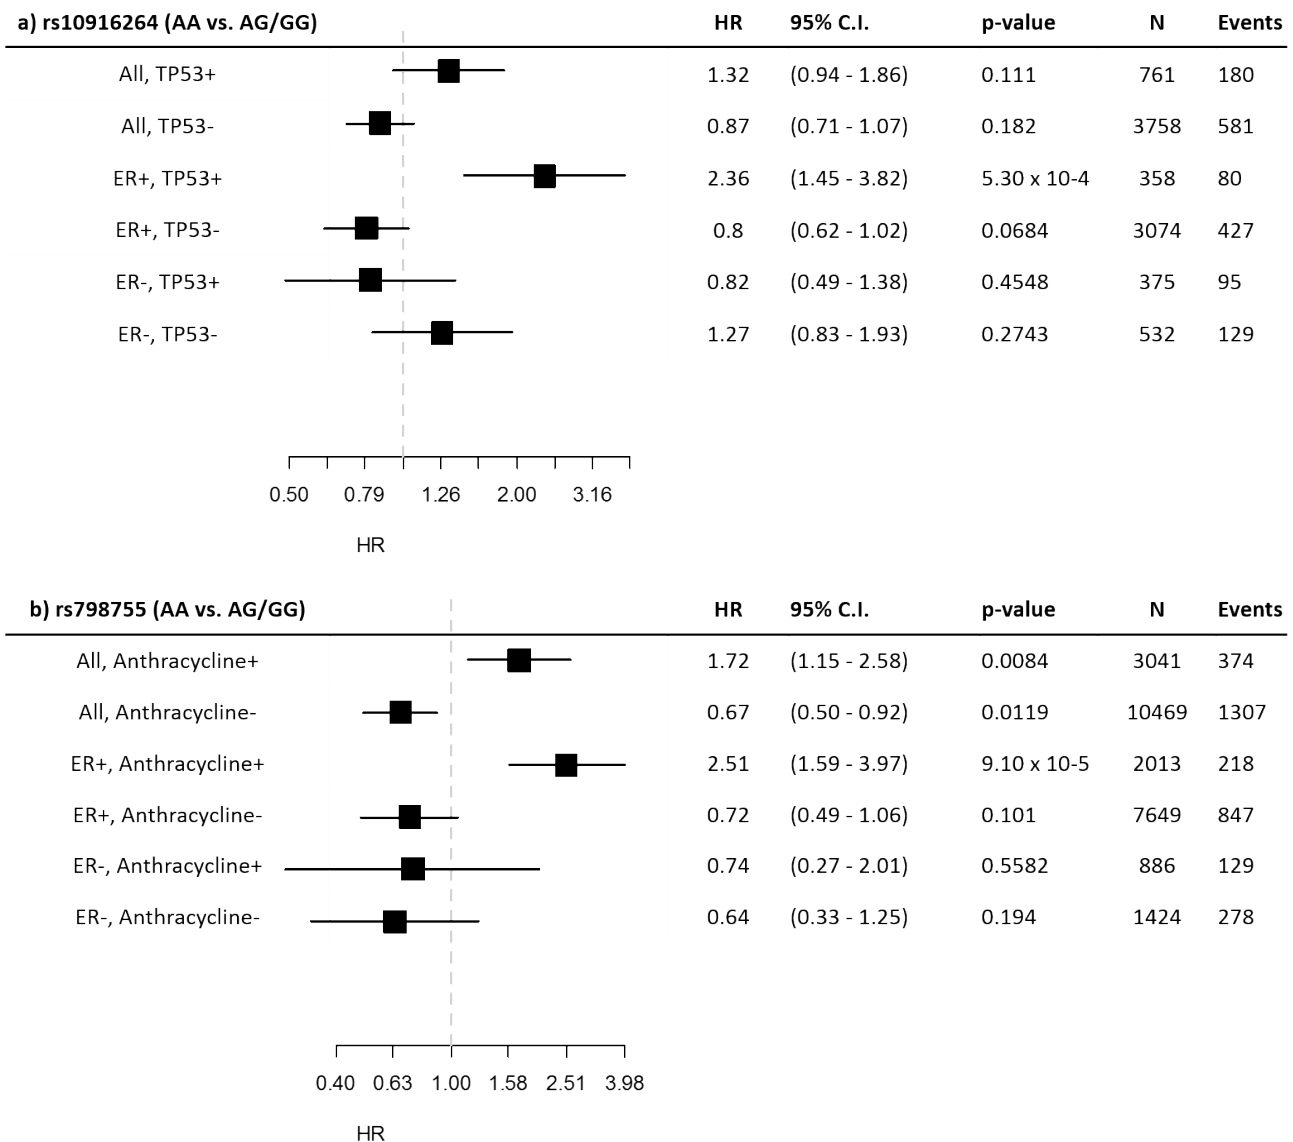 a) rs10916264 (AA vs. AG/GG) HR 95% C.I. p-value N Events
All, TP53+ 1.32 (0.94 - 1.86) 0.111 761 180
All, TP53- 0.87 (0.71 - 1.07) 0.182 3758 581
ER+, TP53+ 2.36 (1.45 - 3.82) 5.30 x 10-4 358 80
ER+, TP53- 0.8 (0.62 - 1.02) 0.0684 3074 427
ER-, TP53+ 0.82 (0.49 - 1.38) 0.4548 375 95
ER-, TP53- 1.27 (0.83 - 1.93) 0.2743 532 129
0.50 0.79 1.26 2.00 3.16
HR
b) rs798755 (AA vs. AG/GG) HR 95% C.I. p-value N Events
All, Anthracycline+ 1.72 (1.15 - 2.58) 0.0084 3041 374
All, Anthracycline- 0.67 (0.50 - 0.92) 0.0119 10469 1307
ER+, Anthracycline+ 2.51 (1.59 - 3.97) 9.10 x 10-5 2013 218
ER+, Anthracycline- 0.72 (0.49 - 1.06) 0.101 7649 847
ER-, Anthracycline+ 0.74 (0.27 - 2.01) 0.5582 886 129
ER-, Anthracycline- 0.64 (0.33 - 1.25) 0.194 1424 278
0.40 0.63 1.00 1.58 2.51 3.98
HR